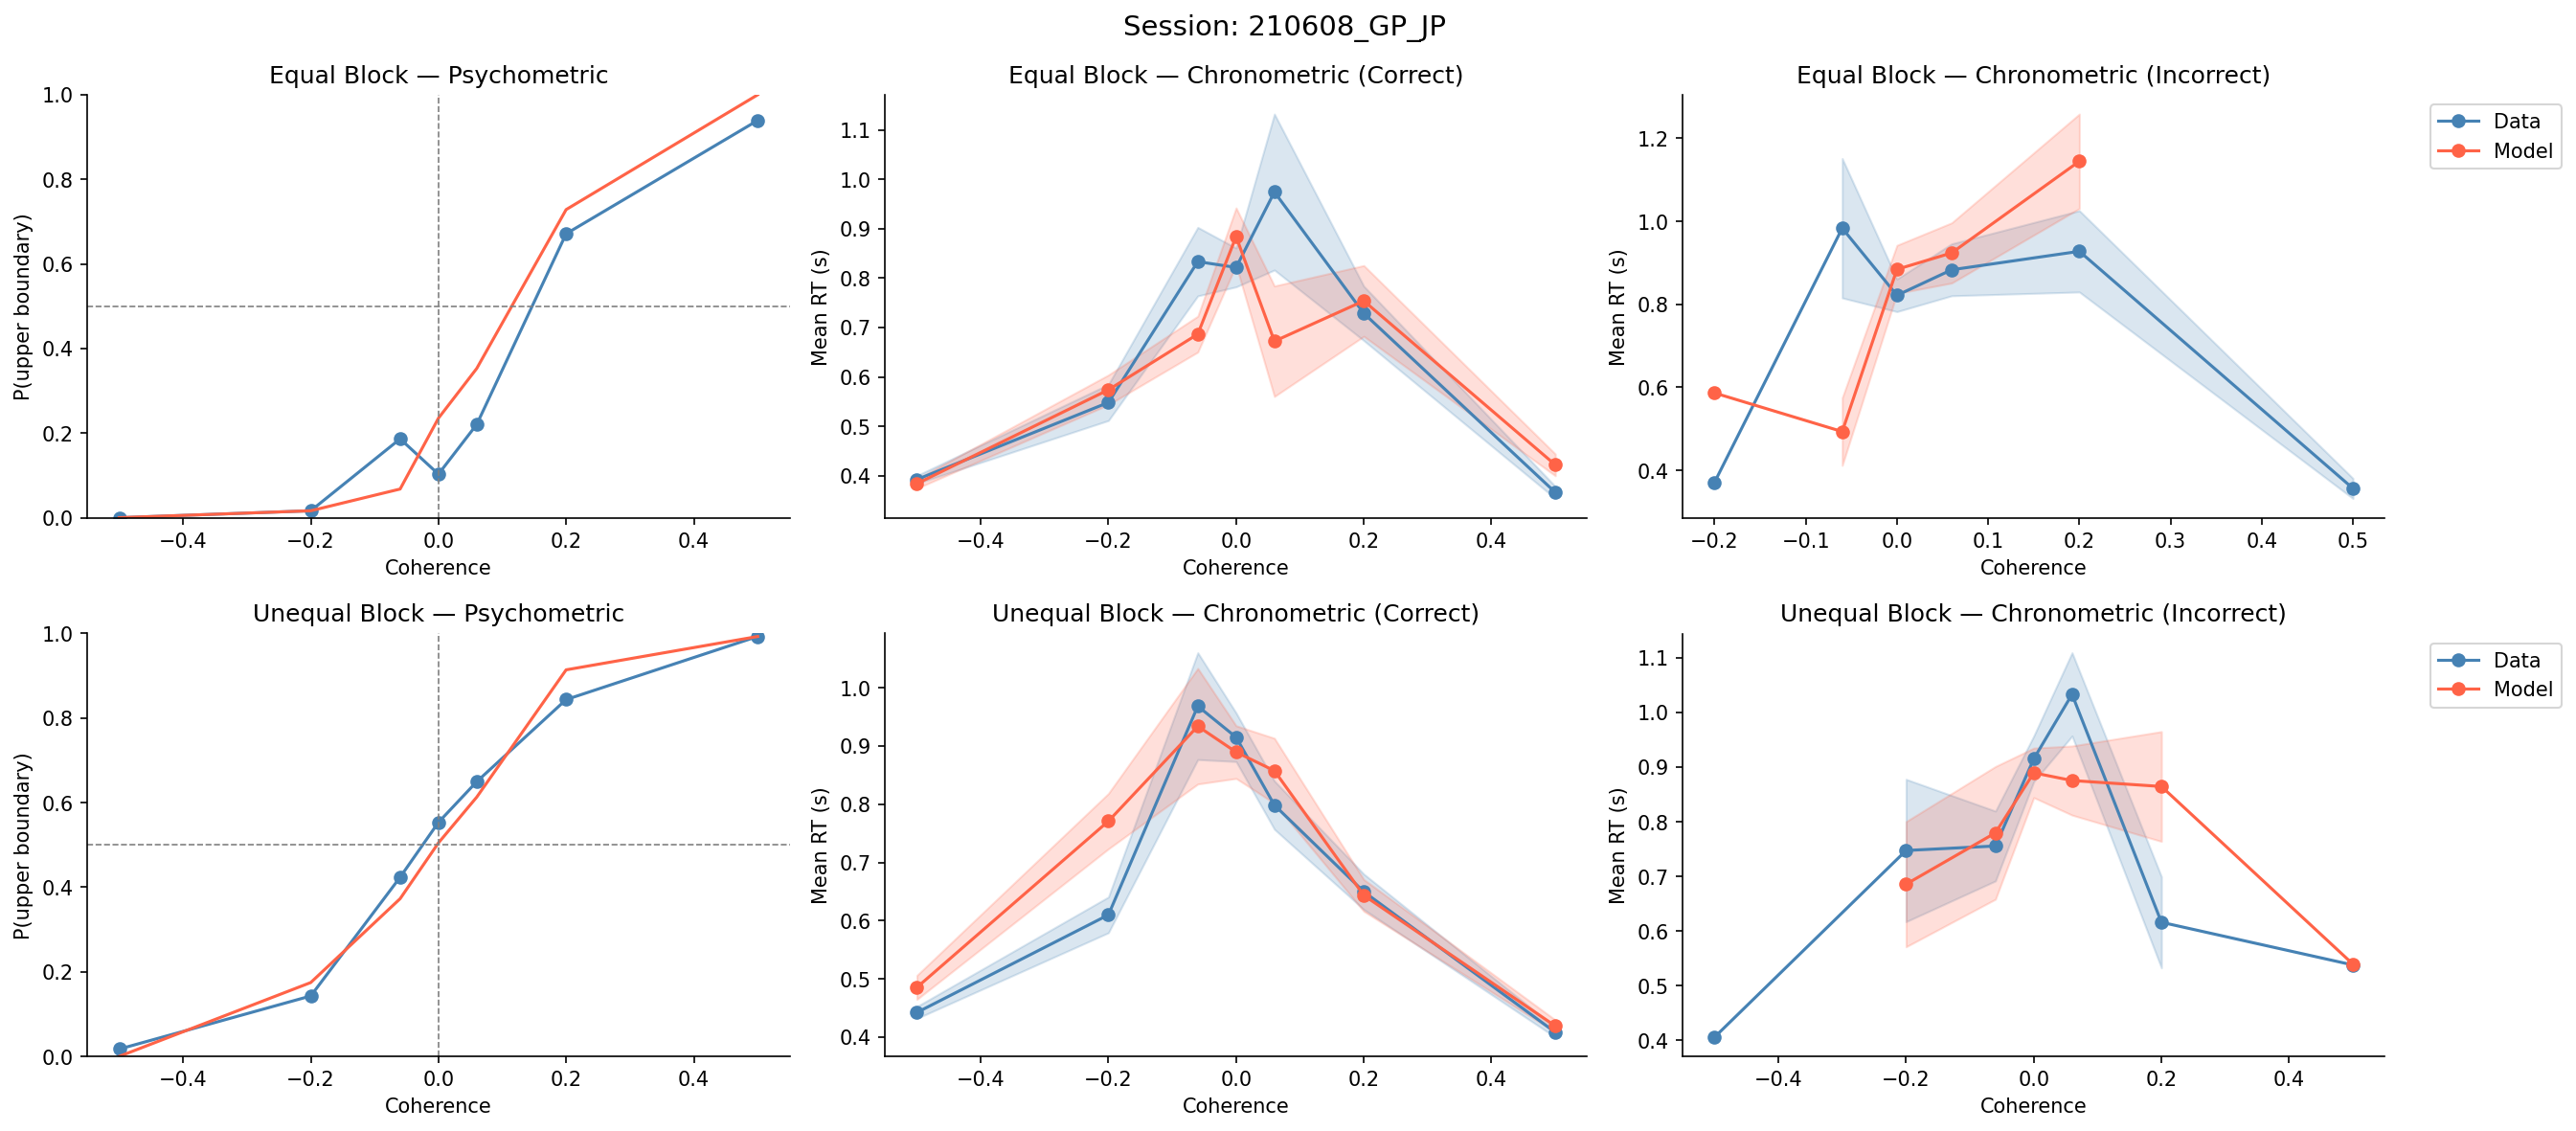 Session: 210608_GP_JP
Equal Block — Psychometric
1.0
0.8
0.6
0.4
0.2
0.0
P(upper boundary)
−0.4 −0.2 0.0 0.2 0.4
Coherence
Equal Block — Chronometric (Correct)
1.1
1.0
0.9
0.8
0.7
0.6
0.5
0.4
Mean RT (s)
−0.4 −0.2 0.0 0.2 0.4
Coherence
Equal Block — Chronometric (Incorrect)
1.2
1.0
0.8
0.6
0.4
Mean RT (s)
−0.2 −0.1 0.0 0.1 0.2 0.3 0.4 0.5
Coherence
Data
Model
Unequal Block — Psychometric
1.0
0.8
0.6
0.4
0.2
0.0
P(upper boundary)
−0.4 −0.2 0.0 0.2 0.4
Coherence
Unequal Block — Chronometric (Correct)
1.0
0.9
0.8
0.7
0.6
0.5
0.4
Mean RT (s)
−0.4 −0.2 0.0 0.2 0.4
Coherence
Unequal Block — Chronometric (Incorrect)
1.1
1.0
0.9
0.8
0.7
0.6
0.5
0.4
Mean RT (s)
−0.4 −0.2 0.0 0.2 0.4
Coherence
Data
Model